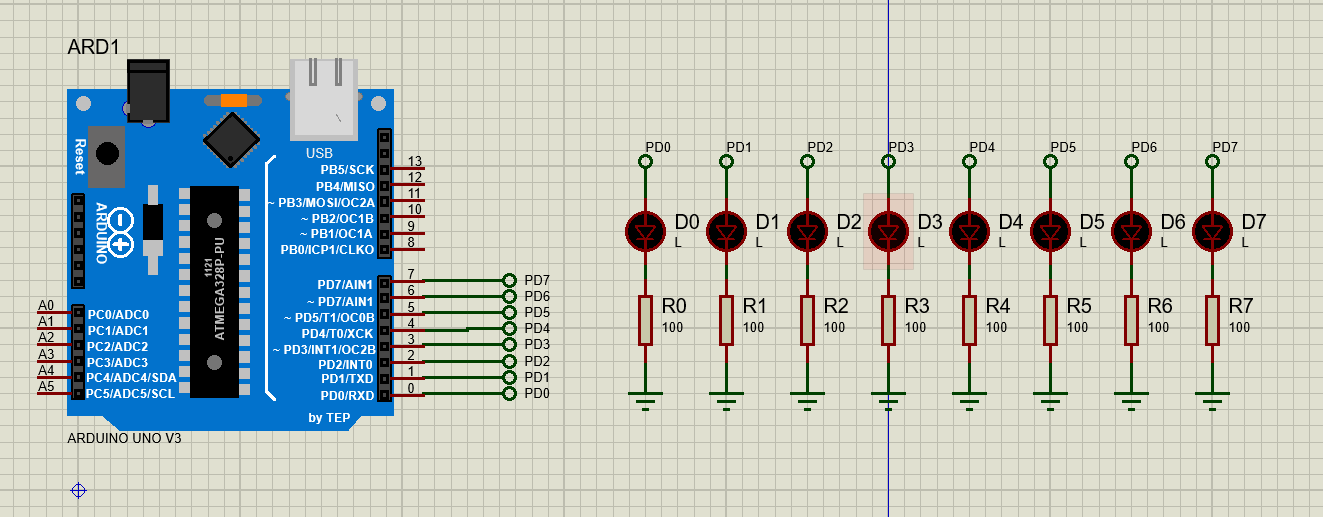 ARD1
Reset
ARDUINO
1121
ATMEGA328P-PU
USB
PB5/SCK 13
PB4/MISO 12
~ PB3/MOSI/OC2A 11
~ PB2/OC1B 10
~ PB1/OC1A 9
PB0/ICP1/CLKO 8
PD7/AIN1 7 PD7
~ PD7/AIN1 6 PD6
~ PD5/T1/OC0B 5 PD5
PD4/T0/XCK 4 PD4
~ PD3/INT1/OC2B 3 PD3
PD2/INT0 2 PD2
PD1/TXD 1 PD1
PD0/RXD 0 PD0
A0 PC0/ADC0
A1 PC1/ADC1
A2 PC2/ADC2
A3 PC3/ADC3
A4 PC4/ADC4/SDA
A5 PC5/ADC5/SCL
by TEP
ARDUINO UNO V3
PD0 PD1 PD2 PD3 PD4 PD5 PD6 PD7
D0 D1 D2 D3 D4 D5 D6 D7
L L L L L L L L
R0 R1 R2 R3 R4 R5 R6 R7
100 100 100 100 100 100 100 100